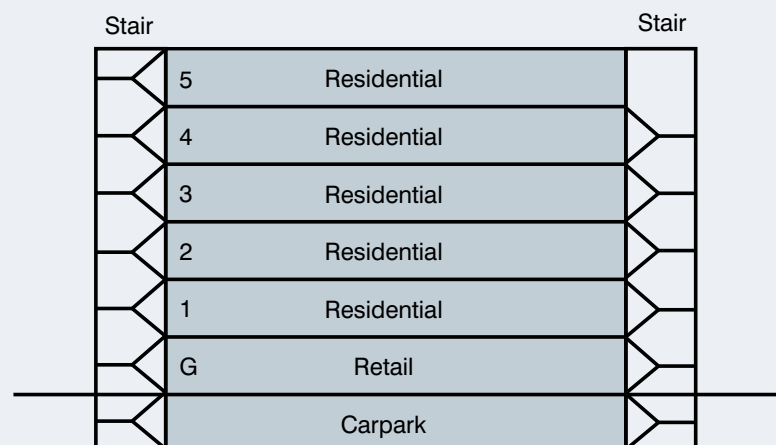 Stair
Stair
5 Residential
4 Residential
3 Residential
2 Residential
1 Residential
G Retail
Carpark